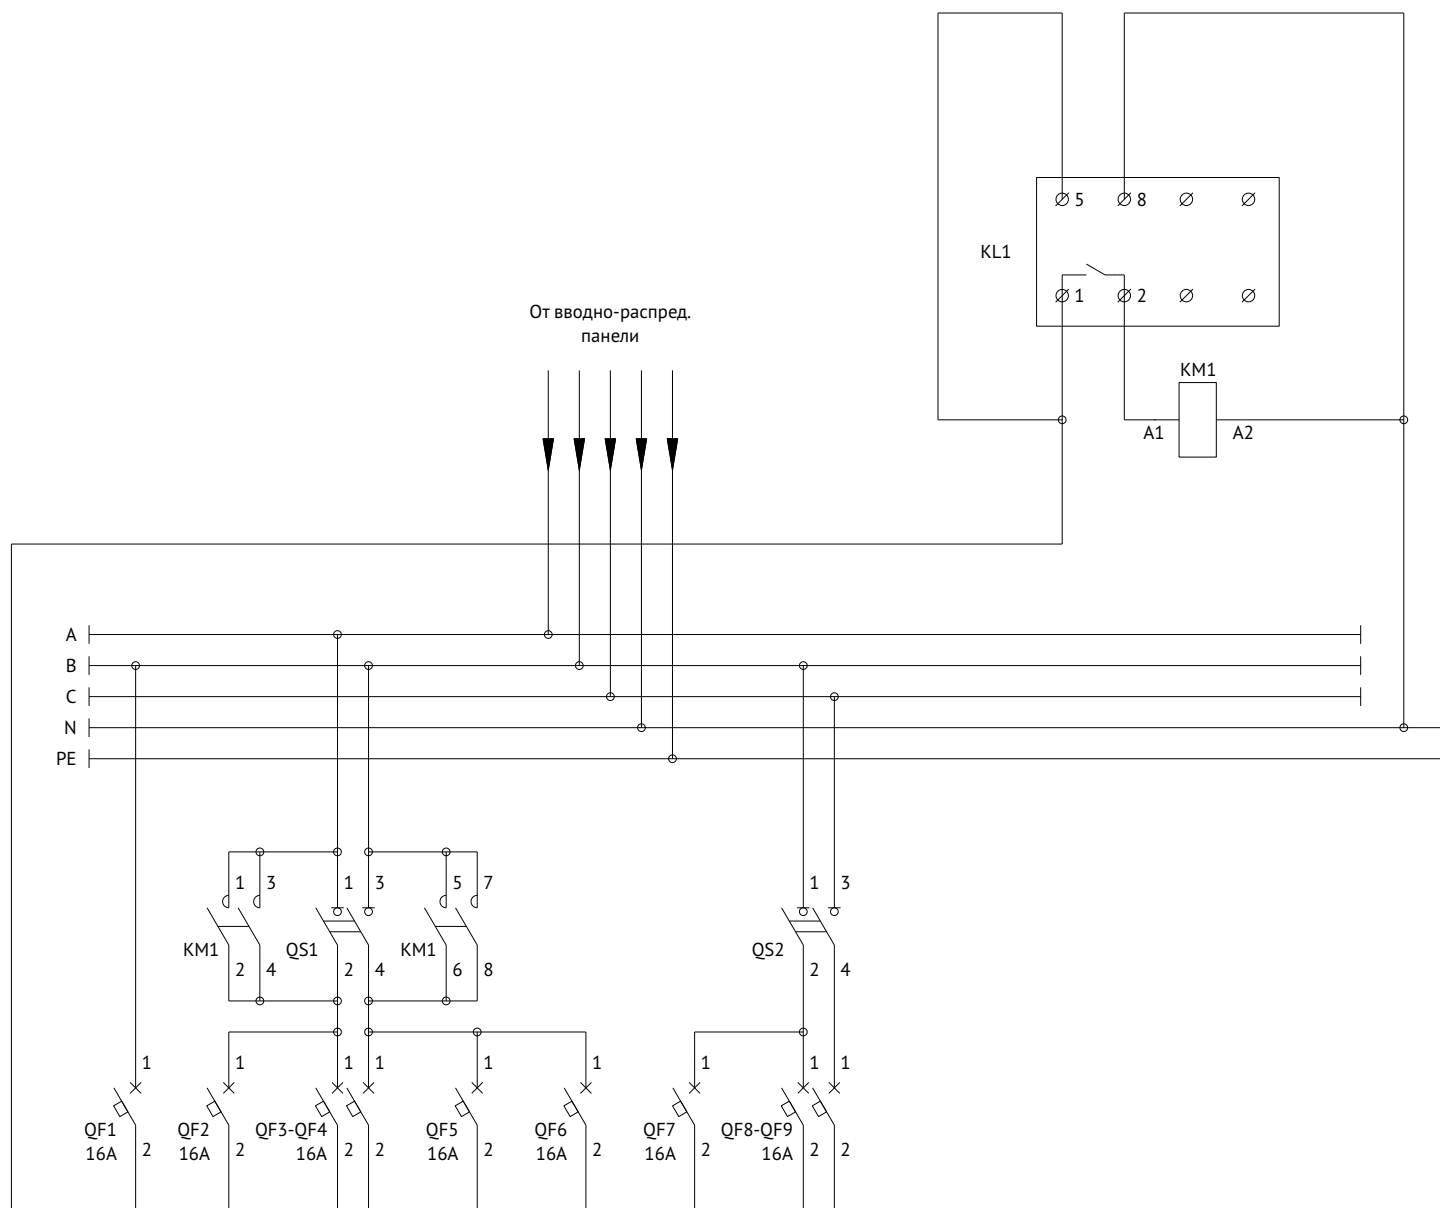 5 8
KL1
1 2
От вводно-распред.
панели
KM1
A1 A2
A
B
C
N
PE
1 3 1 3 5 7 1 3
KM1 QS1 KM1 QS2
2 4 2 4 6 8 2 4
1 1 1 1 1 1 1 1 1
QF1 QF2 QF3-QF4 QF5 QF6 QF7 QF8-QF9
16A 2 16A 2 16A 2 2 16A 2 16A 2 16A 2 16A 2 2